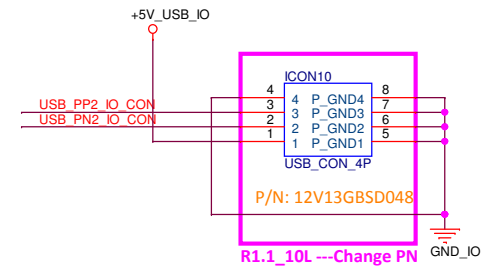 +5V_USB_IO
ICON10
4 4 P_GND4 8
USB_PP2_IO_CON 3 3 P_GND3 7
USB_PN2_IO_CON 2 2 P_GND2 6
1 1 P_GND1 5
USB_CON_4P
P/N: 12V13GBSD048
R1.1_10L ---Change PN
GND_IO